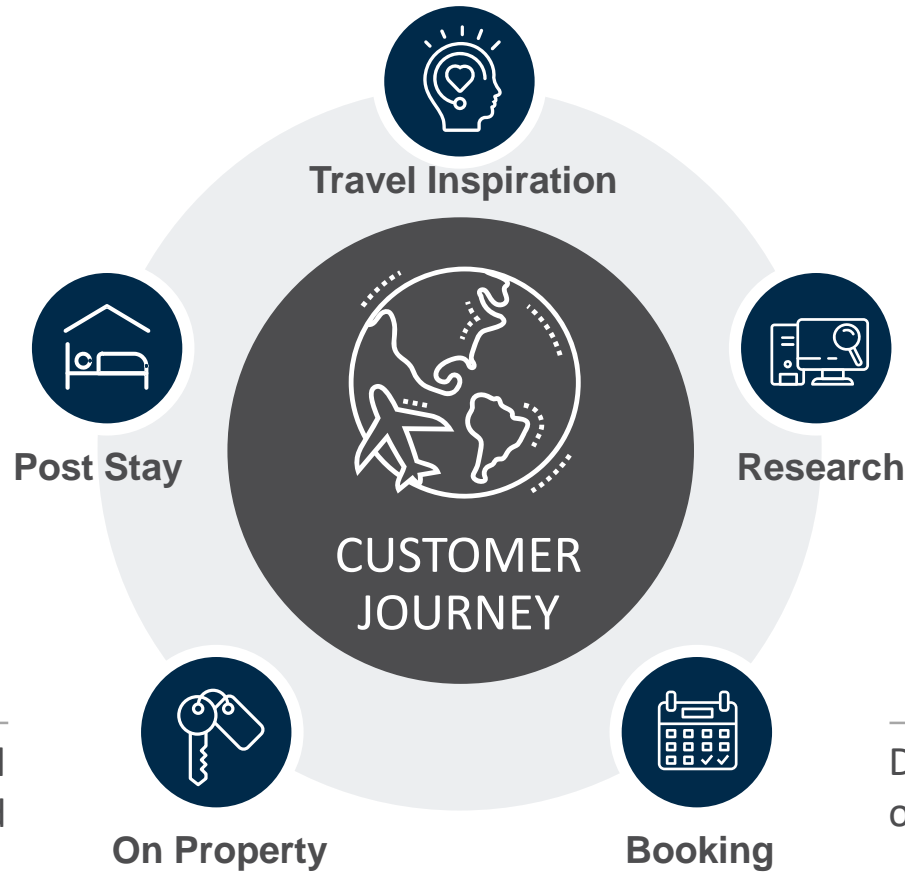 Travel Inspiration
Post Stay
Research
CUSTOMER
JOURNEY
On Property
Booking